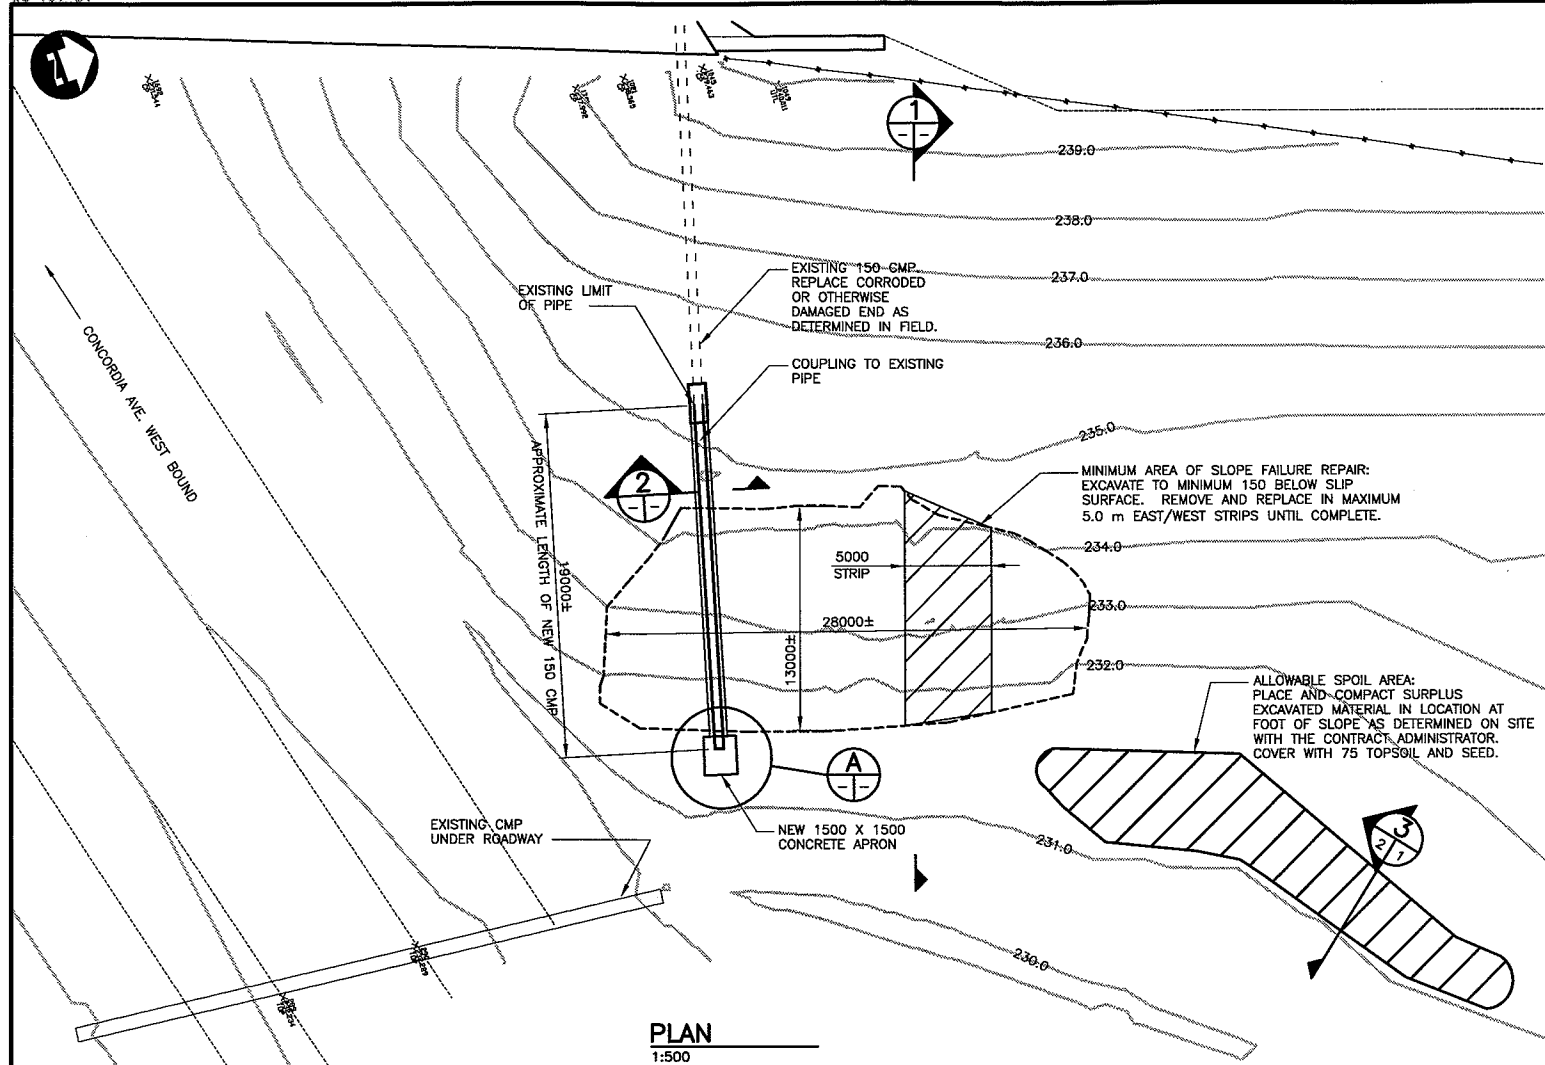 N
1
239.0
238.0
237.0
236.0
235.0
EXISTING 150 CMP.
REPLACE CORRODED
OR OTHERWISE
DAMAGED END AS
DETERMINED IN FIELD.
EXISTING LIMIT
OF PIPE
COUPLING TO EXISTING
PIPE
CONCORDIA AVE. WEST BOUND
2
MINIMUM AREA OF SLOPE FAILURE REPAIR:
EXCAVATE TO MINIMUM 150 BELOW SLIP
SURFACE. REMOVE AND REPLACE IN MAXIMUM
5.0 m EAST/WEST STRIPS UNTIL COMPLETE.
234.0
5000
STRIP
19000±
APPROXIMATE LENGTH OF NEW 150 CMP
233.0
28000±
13000±
232.0
ALLOWABLE SPOIL AREA:
PLACE AND COMPACT SURPLUS
EXCAVATED MATERIAL IN LOCATION AT
FOOT OF SLOPE AS DETERMINED ON SITE
WITH THE CONTRACT ADMINISTRATOR.
COVER WITH 75 TOPSOIL AND SEED.
A
EXISTING CMP
UNDER ROADWAY
NEW 1500 X 1500
CONCRETE APRON
231.0
3
2 1
230.0
PLAN
1:500